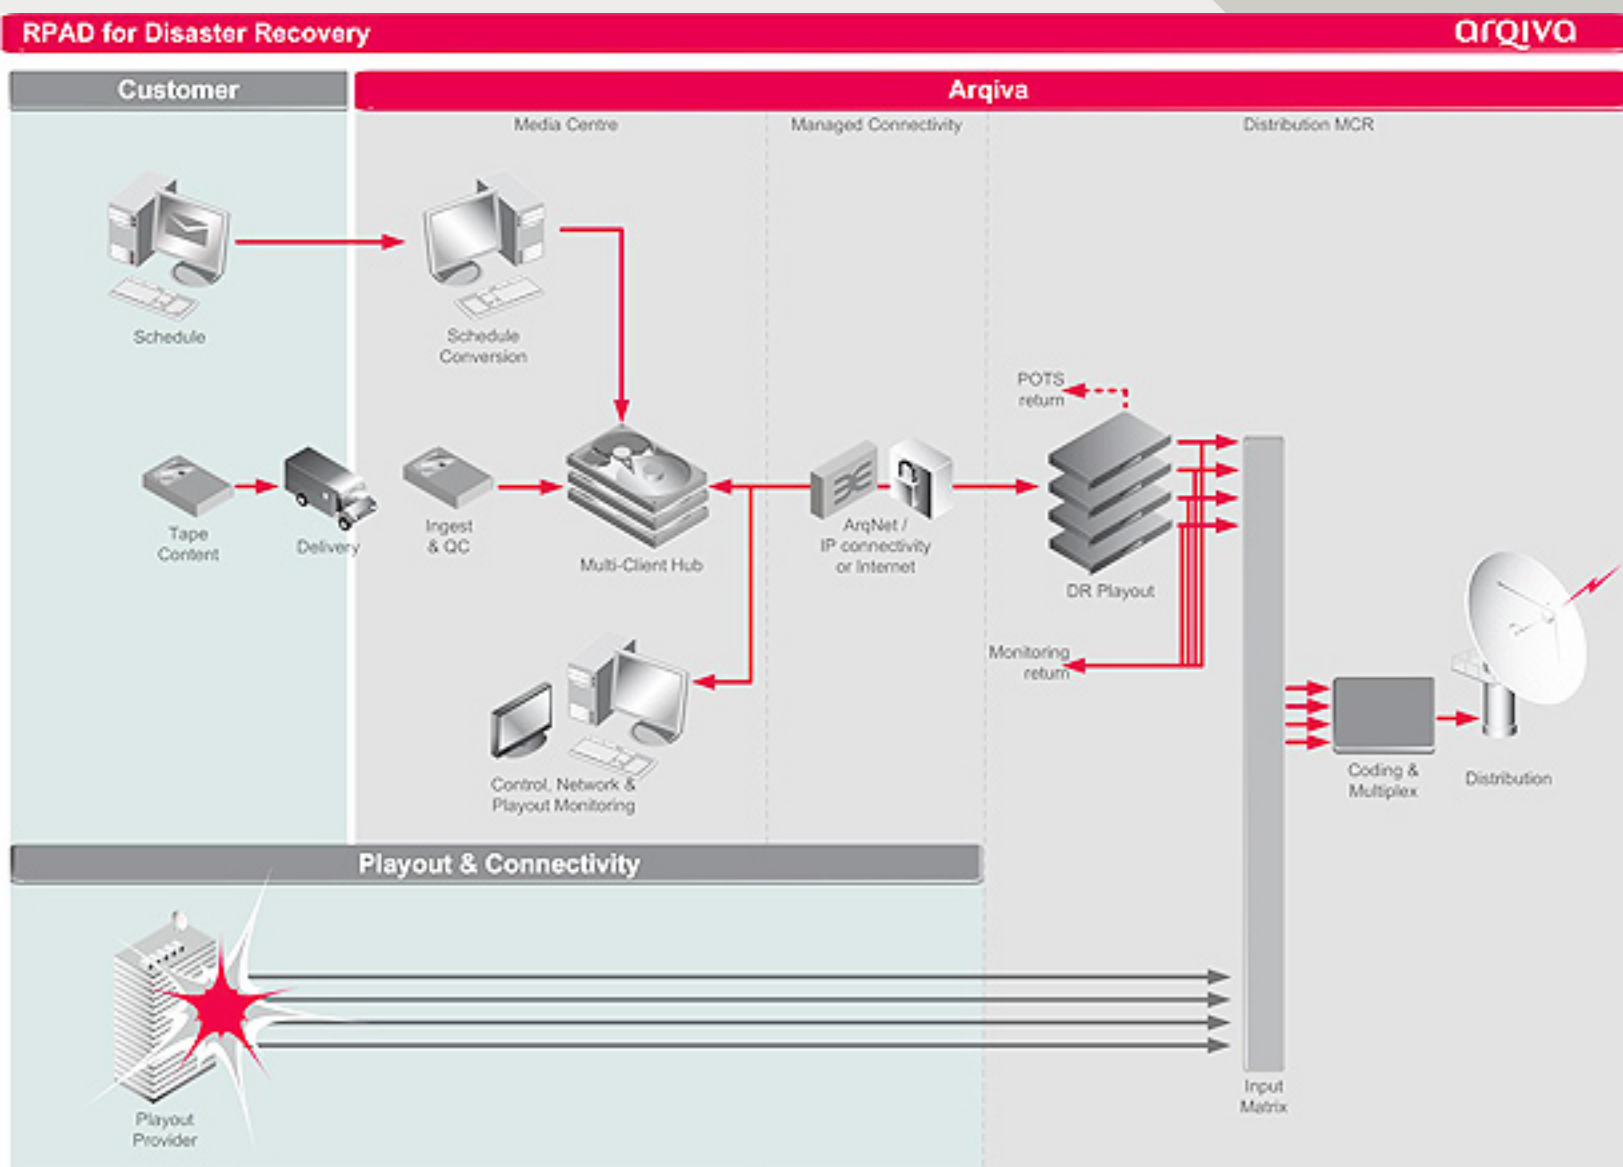 RPAD for Disaster Recovery
arqiva
Customer
Arqiva
Media Centre
Managed Connectivity
Distribution MCR
Schedule
Schedule
Conversion
POTS
return
Tape
Content
Delivery
Ingest
& QC
Multi-Client Hub
ArqNet /
IP connectivity
or Internet
DR Playout
Monitoring
return
Control, Network &
Playout Monitoring
Coding &
Multiplex
Distribution
Playout & Connectivity
Playout
Provider
Input
Matrix